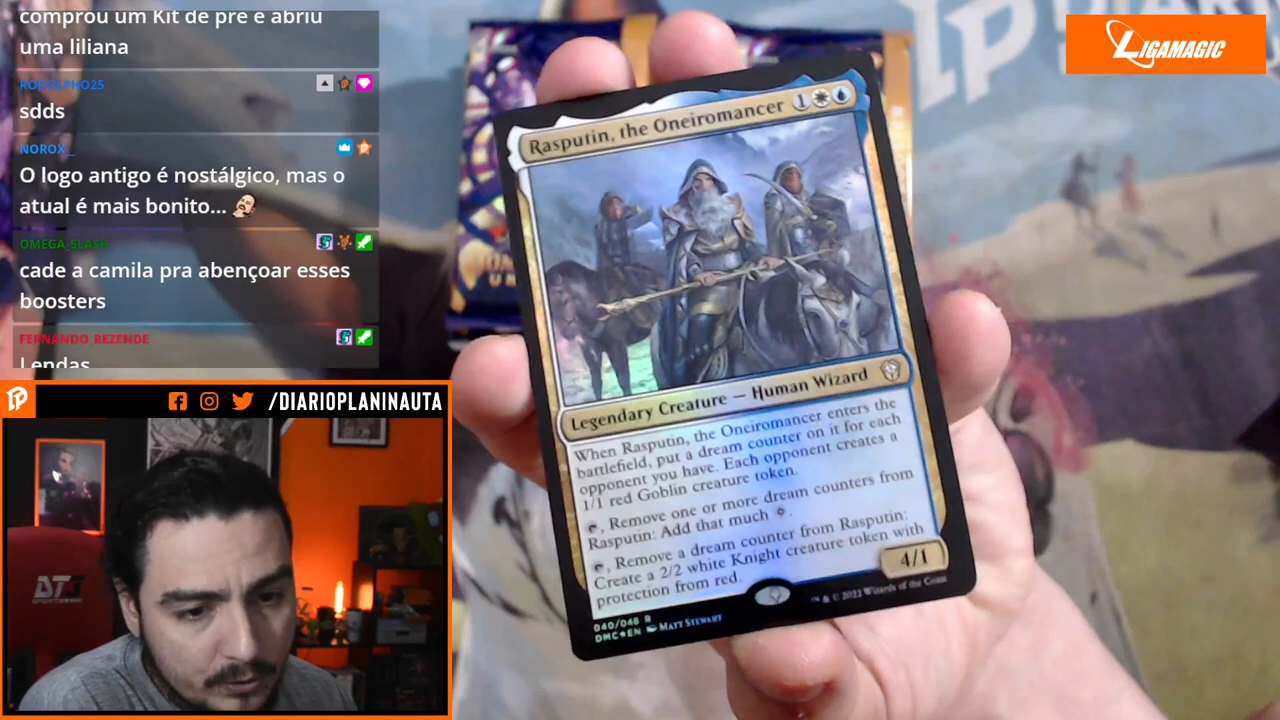 comprou um Kit de pre e abriu
uma liliana
RODOLPHO25
sdds
NOROX_
O logo antigo é nostálgico, mas o
atual é mais bonito...
OMEGA_SLASH
cade a camila pra abençoar esses
boosters
FERNANDO_REZENDE
Lendas
/DIARIOPLANINAUTA
DT3
LIGAMAGIC
Rasputin, the Oneiromancer 1
Legendary Creature — Human Wizard
When Rasputin, the Oneiromancer enters the
battlefield, put a dream counter on it for each
opponent you have. Each opponent creates a
1/1 red Goblin creature token.
, Remove one or more dream counters from
Rasputin: Add that much .
, Remove a dream counter from Rasputin:
Create a 2/2 white Knight creature token with
protection from red.
4/1
040/048 R
DMC★EN MATT STEWART
™ & © 2022 Wizards of the Coast